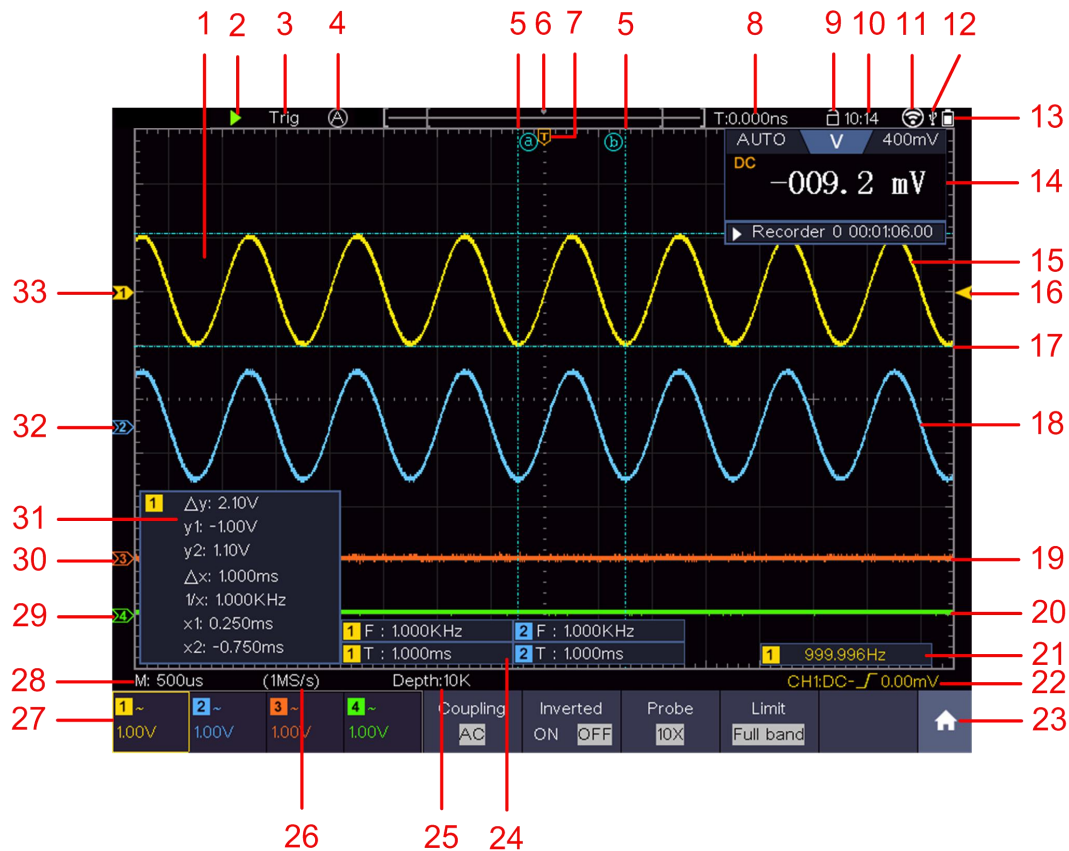 1 2 3 4 5 6 7 5 8 9 10 11 12
Trig A T:0.000ns 10:14
13
a T b AUTO V 400mV
DC
-009.2 mV
14
Recorder 0 00:01:06.00
15
33 1 16
17
32 2 18
1 △y: 2.10V
31
y1: -1.00V
y2: 1.10V
△x: 1.000ms
1/x: 1.000KHz
x1: 0.250ms
x2: -0.750ms
30 3 19
29 4 20
1 F : 1.000KHz 2 F : 1.000KHz
1 T : 1.000ms 2 T : 1.000ms
1 999.996Hz 21
28 M: 500us (1MS/s) Depth:10K CH1:DC- 0.00mV 22
27 1 ~ 2 ~ 3 ~ 4 ~ Coupling Inverted Probe Limit 23
1.00V 1.00V 1.00V 1.00V AC ON OFF 10X Full band
26 25 24